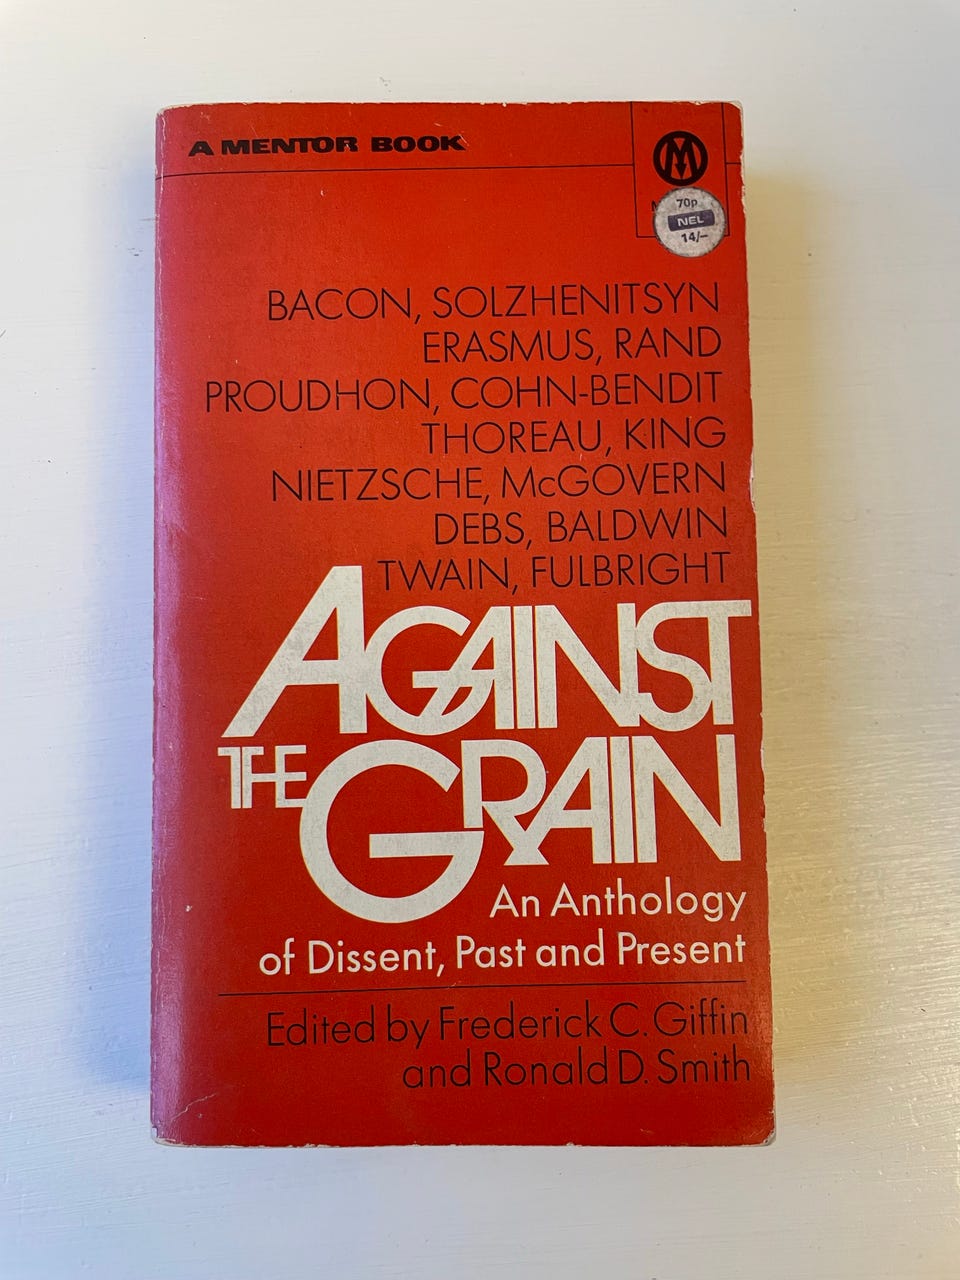 A MENTOR BOOK
M
70p
NEL
14/–
BACON, SOLZHENITSYN
ERASMUS, RAND
PROUDHON, COHN-BENDIT
THOREAU, KING
NIETZSCHE, McGOVERN
DEBS, BALDWIN
TWAIN, FULBRIGHT
AGAINST
THE GRAIN
An Anthology
of Dissent, Past and Present
Edited by Frederick C. Giffin
and Ronald D. Smith